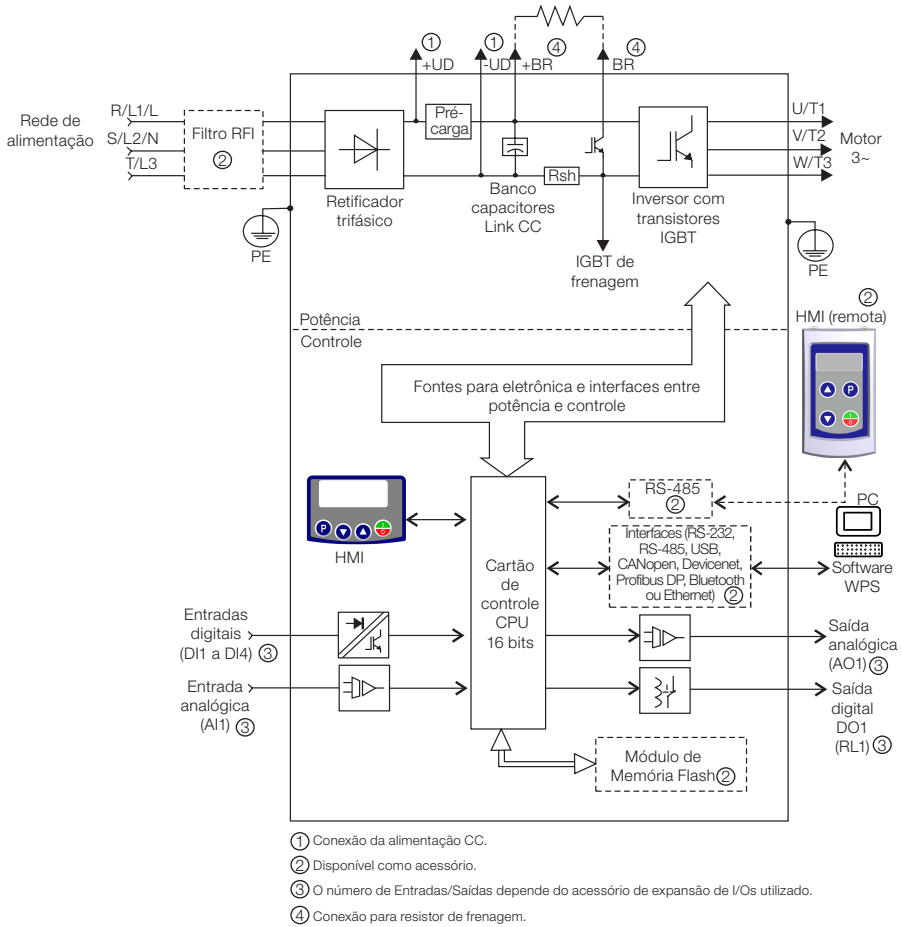 ① ① ④ ④
+UD -UD +BR BR
Rede de
alimentação
R/L1/L
S/L2/N
T/L3
Filtro RFI
②
Pré-
carga
Rsh
U/T1
V/T2
W/T3
Motor
3~
Retificador
trifásico
Banco
capacitores
Link CC
Inversor com
transistores
IGBT
IGBT de
frenagem
PE
PE
Potência
Controle
②
HMI (remota)
P
I
0
Fontes para eletrônica e interfaces entre
potência e controle
P
I
0
HMI
RS-485
②
PC
Software
WPS
Interfaces (RS-232,
RS-485, USB,
CANopen, Devicenet,
Profibus DP, Bluetooth
ou Ethernet) ②
Cartão
de
controle
CPU
16 bits
Entradas
digitais
(DI1 a DI4) ③
Entrada
analógica
(AI1) ③
Saída
analógica
(AO1) ③
Saída
digital
DO1
(RL1) ③
Módulo de
Memória Flash ②
① Conexão da alimentação CC.
② Disponível como acessório.
③ O número de Entradas/Saídas depende do acessório de expansão de I/Os utilizado.
④ Conexão para resistor de frenagem.